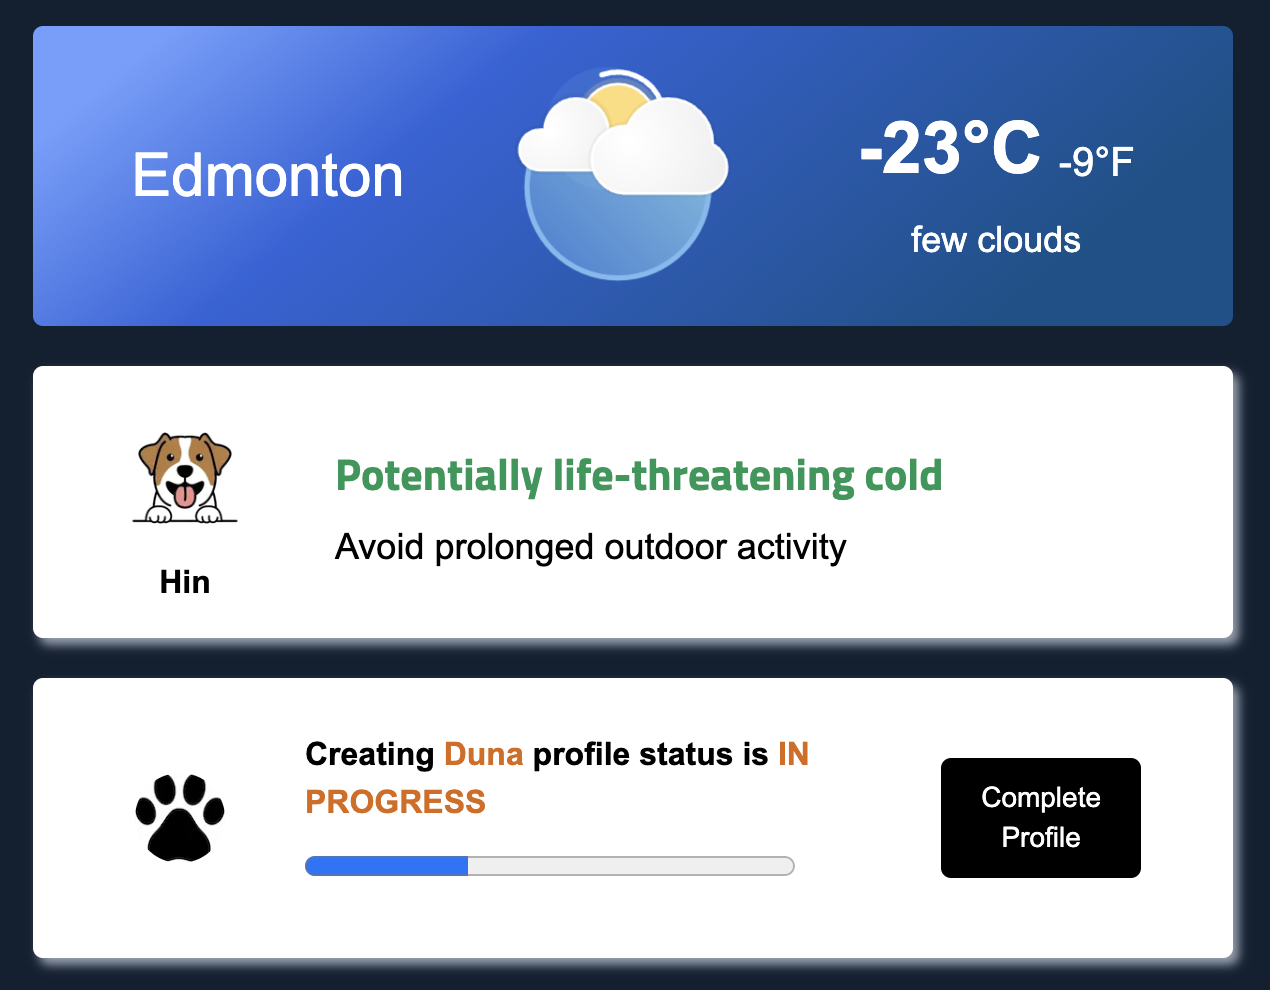 Edmonton
-23°C -9°F
few clouds
Potentially life-threatening cold
Avoid prolonged outdoor activity
Hin
Creating Duna profile status is IN
PROGRESS
Complete
Profile